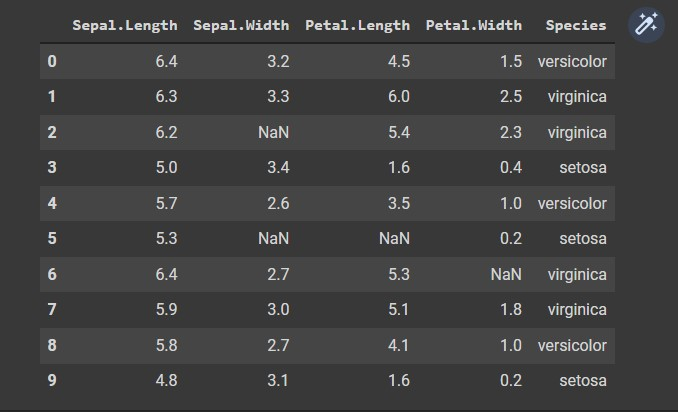 Sepal.Length Sepal.Width Petal.Length Petal.Width Species
0 6.4 3.2 4.5 1.5 versicolor
1 6.3 3.3 6.0 2.5 virginica
2 6.2 NaN 5.4 2.3 virginica
3 5.0 3.4 1.6 0.4 setosa
4 5.7 2.6 3.5 1.0 versicolor
5 5.3 NaN NaN 0.2 setosa
6 6.4 2.7 5.3 NaN virginica
7 5.9 3.0 5.1 1.8 virginica
8 5.8 2.7 4.1 1.0 versicolor
9 4.8 3.1 1.6 0.2 setosa